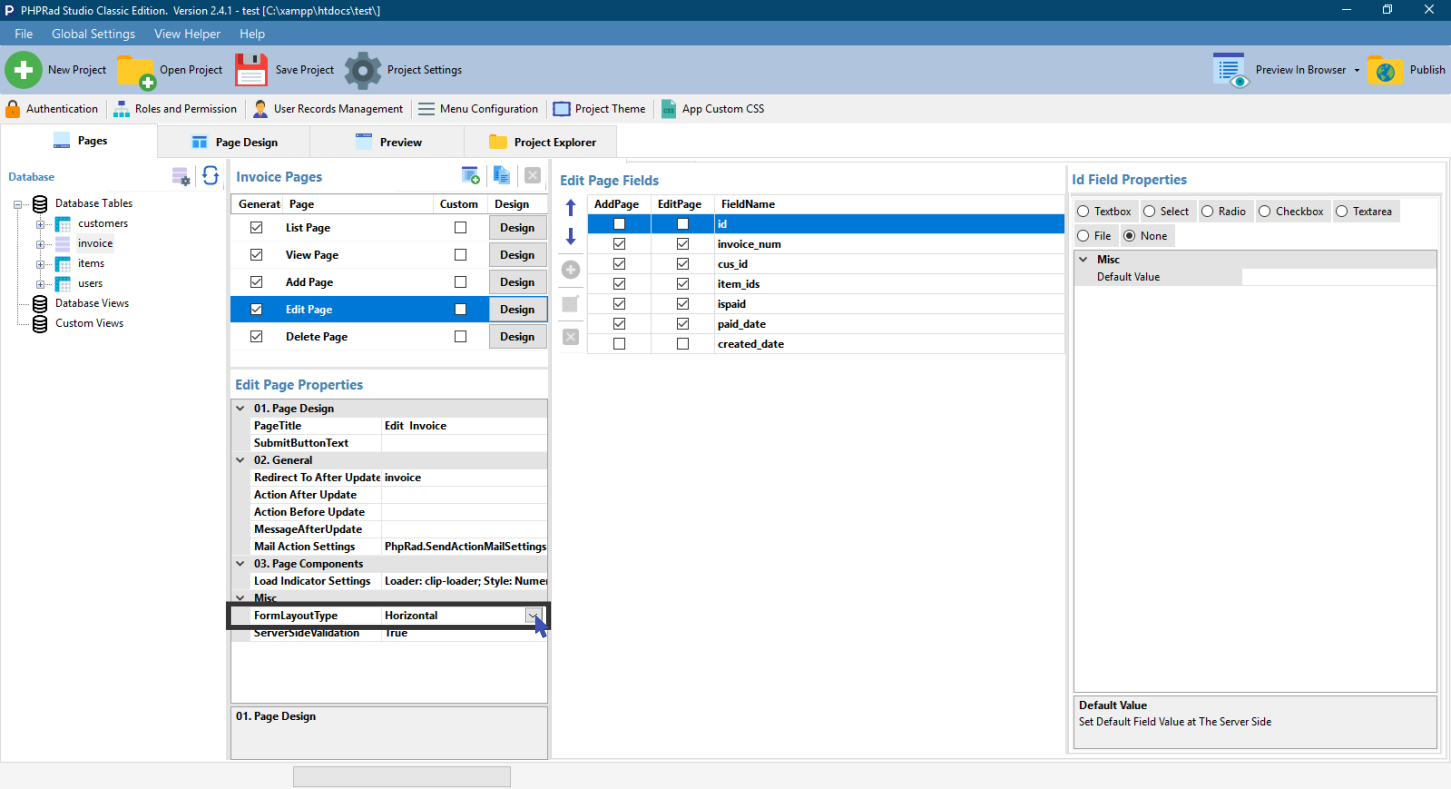 PHPRad Studio Classic Edition. Version 2.4.1 - test [C:\xampp\htdocs\test\]
File Global Settings View Helper Help
New Project Open Project Save Project Project Settings Preview In Browser Publish
Authentication Roles and Permission User Records Management Menu Configuration Project Theme App Custom CSS
Pages Page Design Preview Project Explorer
Database
Database Tables
customers
invoice
items
users
Database Views
Custom Views
Invoice Pages
Generat Page Custom Design
List Page Design
View Page Design
Add Page Design
Edit Page Design
Delete Page Design
Edit Page Properties
01. Page Design
PageTitle Edit Invoice
SubmitButtonText
02. General
Redirect To After Update invoice
Action After Update
Action Before Update
MessageAfterUpdate
Mail Action Settings PhpRad.SendActionMailSettings
03. Page Components
Load Indicator Settings Loader: clip-loader; Style: Numer
Misc
FormLayoutType Horizontal
ServerSideValidation True
01. Page Design
Edit Page Fields
AddPage EditPage FieldName
id
invoice_num
cus_id
item_ids
ispaid
paid_date
created_date
Id Field Properties
Textbox Select Radio Checkbox Textarea
File None
Misc
Default Value
Default Value
Set Default Field Value at The Server Side